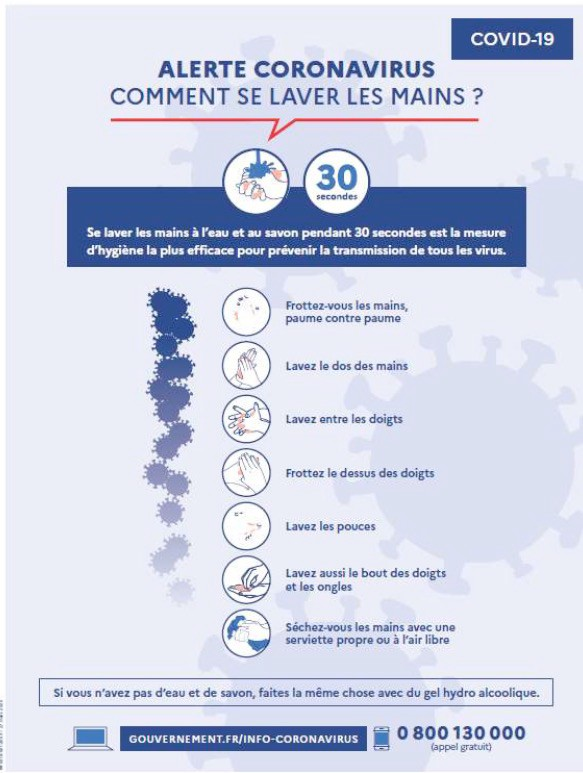 COVID-19
ALERTE CORONAVIRUS
COMMENT SE LAVER LES MAINS ?
30
secondes
Se laver les mains à l'eau et au savon pendant 30 secondes est la mesure
d'hygiène la plus efficace pour prévenir la transmission de tous les virus.
Frottez-vous les mains,
paume contre paume
Lavez le dos des mains
Lavez entre les doigts
Frottez le dessus des doigts
Lavez les pouces
Lavez aussi le bout des doigts
et les ongles
Séchez-vous les mains avec une
serviette propre ou à l'air libre
Si vous n'avez pas d'eau et de savon, faites la même chose avec du gel hydro alcoolique.
GOUVERNEMENT.FR/INFO-CORONAVIRUS
0 800 130 000
(appel gratuit)